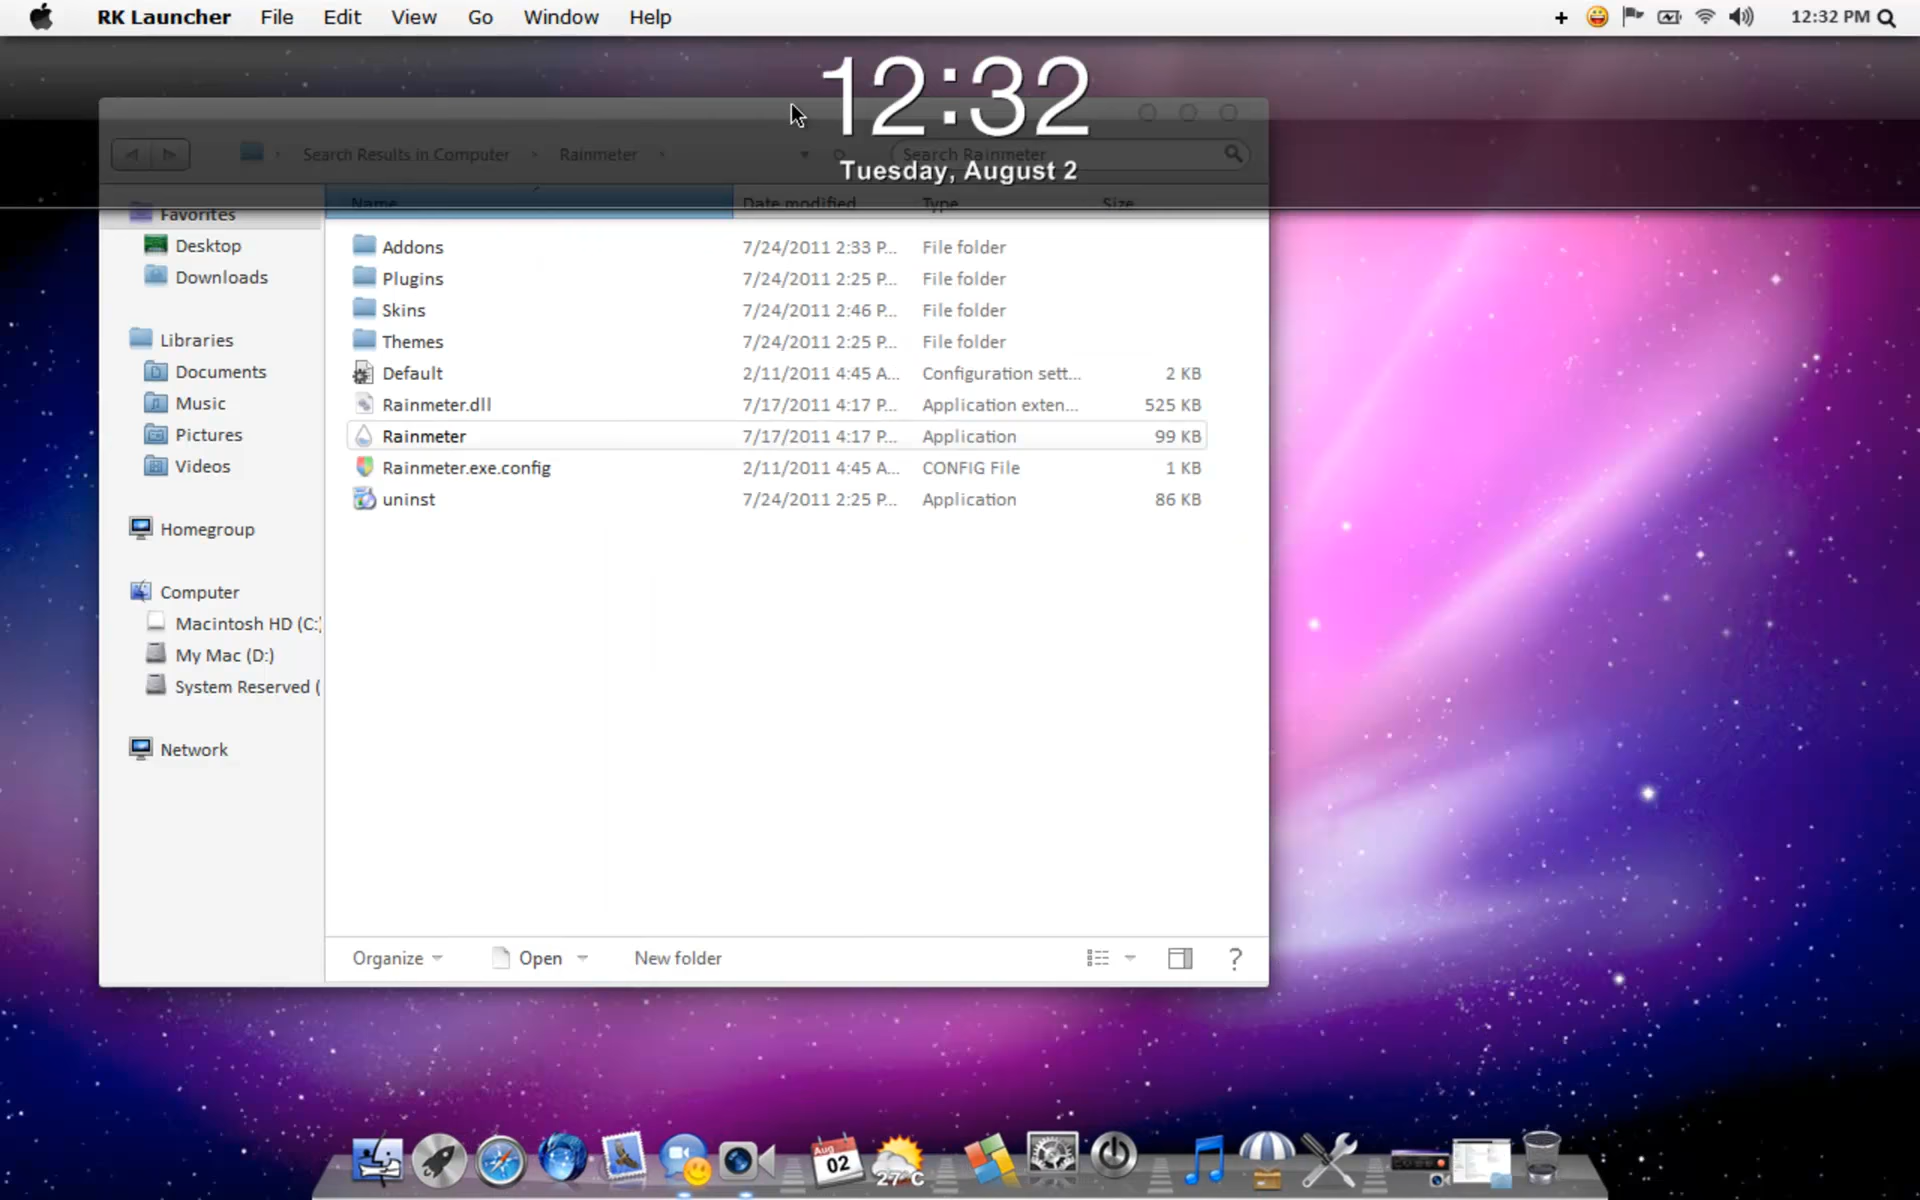 RK Launcher File Edit View Go Window Help 12:32 PM
12:32
Tuesday, August 2
Search Results in Computer Rainmeter Search Rainmeter
Name Date modified Type Size
Favorites
Desktop
Downloads
Libraries
Documents
Music
Pictures
Videos
Homegroup
Computer
Macintosh HD (C:)
My Mac (D:)
System Reserved (
Network
Addons 7/24/2011 2:33 P... File folder
Plugins 7/24/2011 2:25 P... File folder
Skins 7/24/2011 2:46 P... File folder
Themes 7/24/2011 2:25 P... File folder
Default 2/11/2011 4:45 A... Configuration sett... 2 KB
Rainmeter.dll 7/17/2011 4:17 P... Application exten... 525 KB
Rainmeter 7/17/2011 4:17 P... Application 99 KB
Rainmeter.exe.config 2/11/2011 4:45 A... CONFIG File 1 KB
uninst 7/24/2011 2:25 P... Application 86 KB
Organize Open New folder ?
Aug
02
27°C